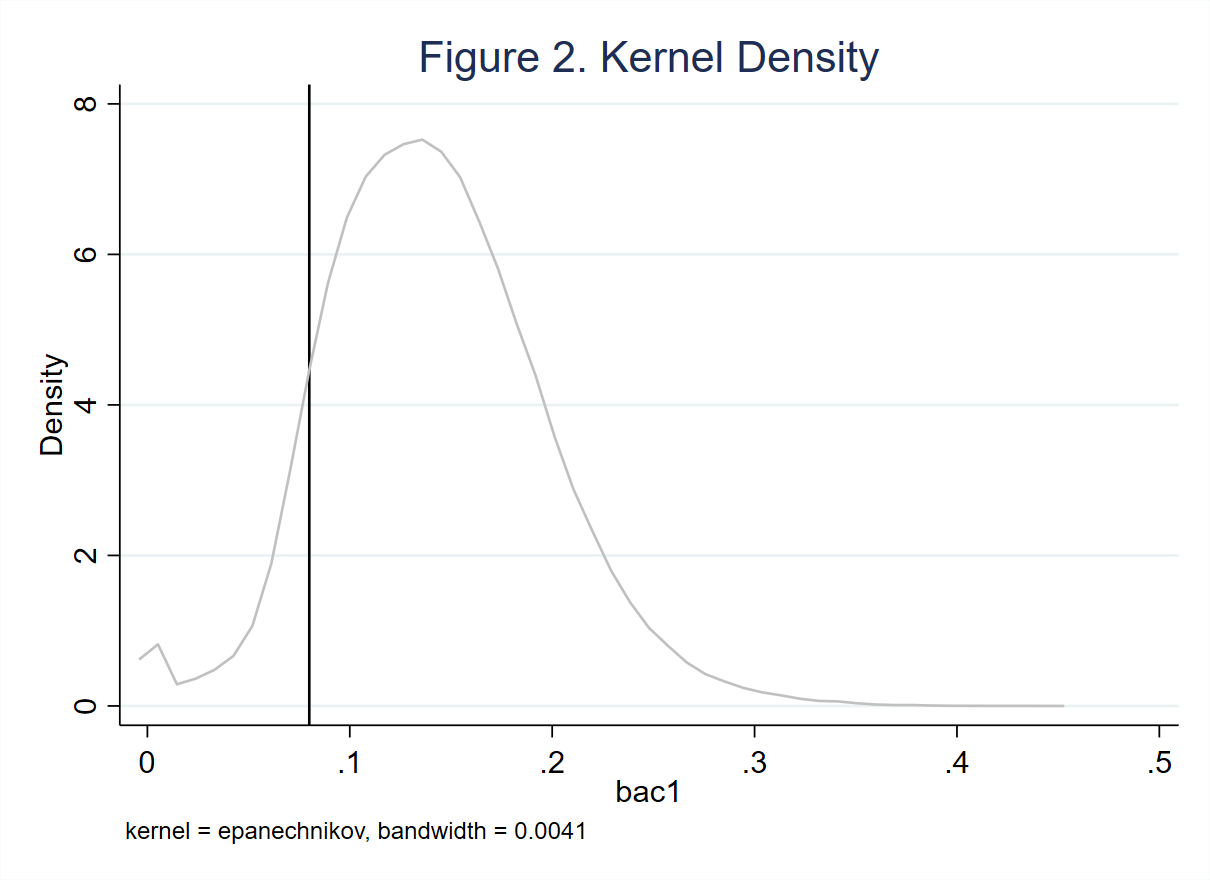 Figure 2. Kernel Density
8
6
4
2
0
Density
0 .1 .2 .3 .4 .5
bac1
kernel = epanechnikov, bandwidth = 0.0041